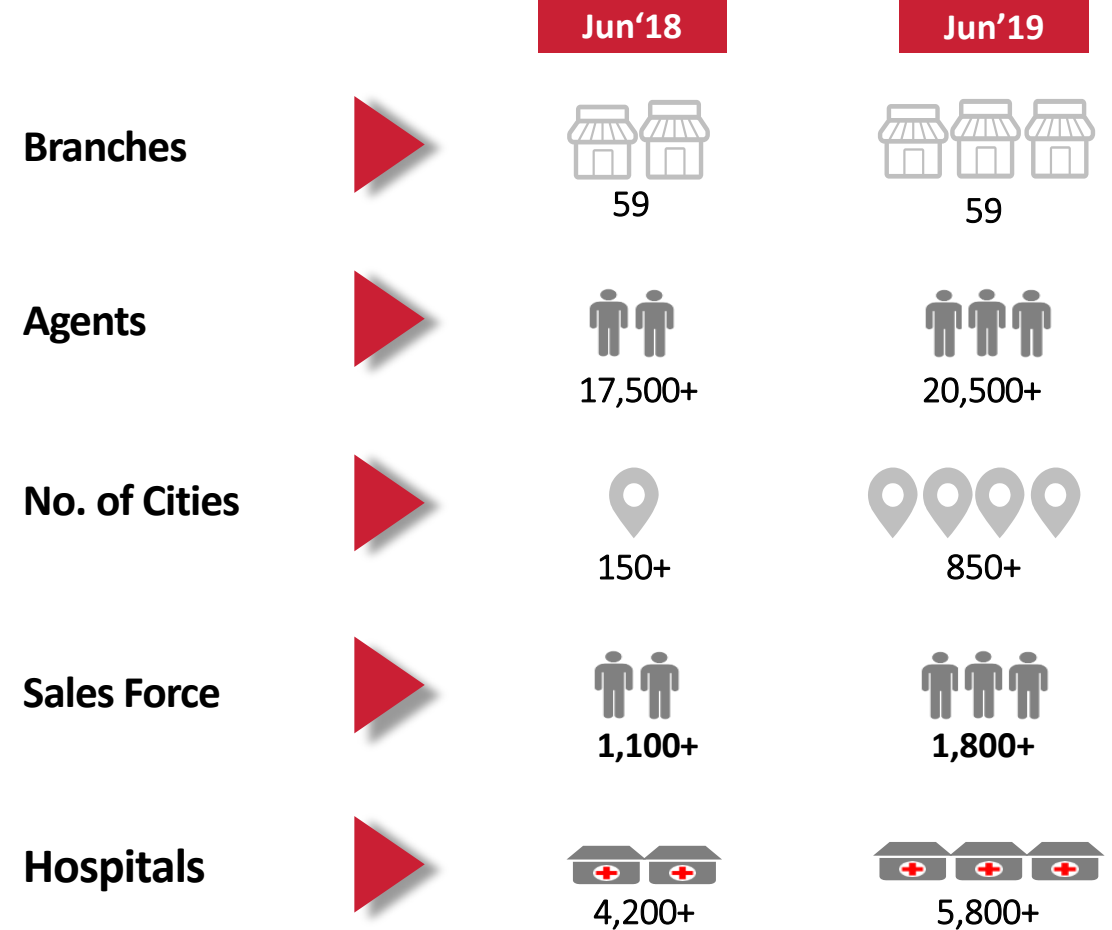 Jun‘18 Jun’19
Branches 59 59
Agents 17,500+ 20,500+
No. of Cities 150+ 850+
Sales Force 1,100+ 1,800+
Hospitals 4,200+ 5,800+